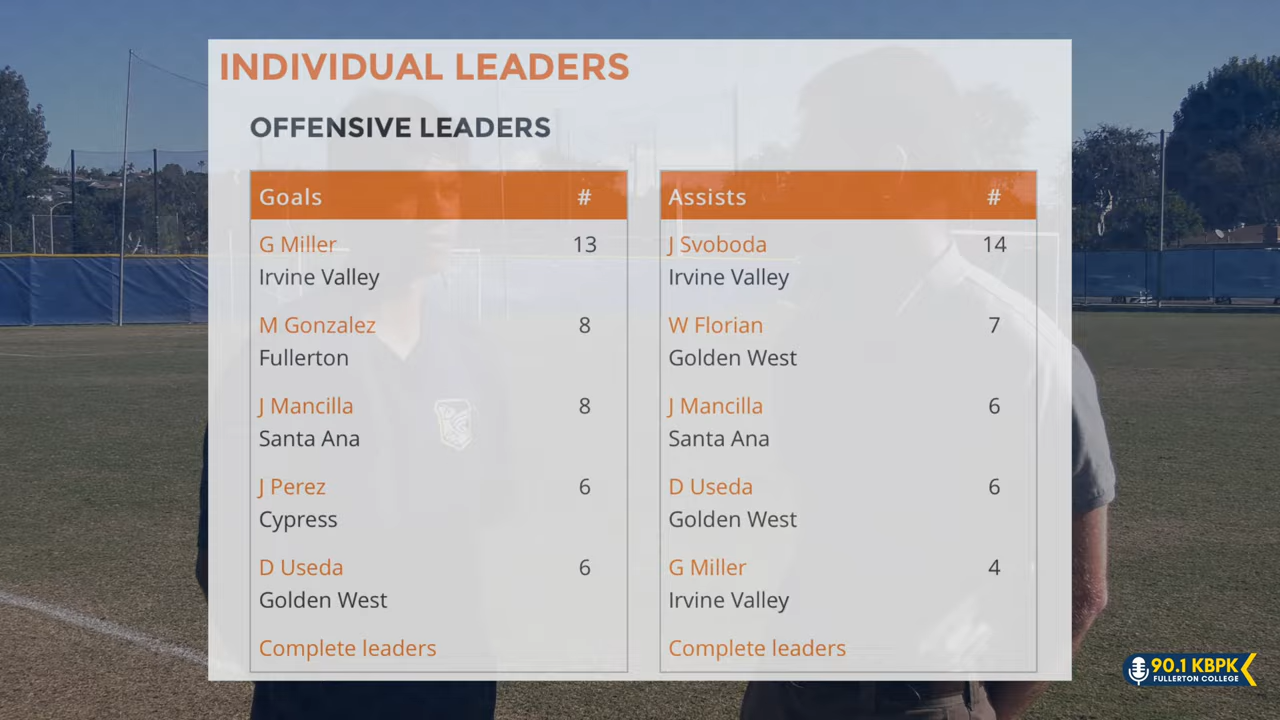 INDIVIDUAL LEADERS
OFFENSIVE LEADERS
Goals #
G Miller 13
Irvine Valley
M Gonzalez 8
Fullerton
J Mancilla 8
Santa Ana
J Perez 6
Cypress
D Useda 6
Golden West
Complete leaders
Assists #
J Svoboda 14
Irvine Valley
W Florian 7
Golden West
J Mancilla 6
Santa Ana
D Useda 6
Golden West
G Miller 4
Irvine Valley
Complete leaders
90.1 KBPK
FULLERTON COLLEGE